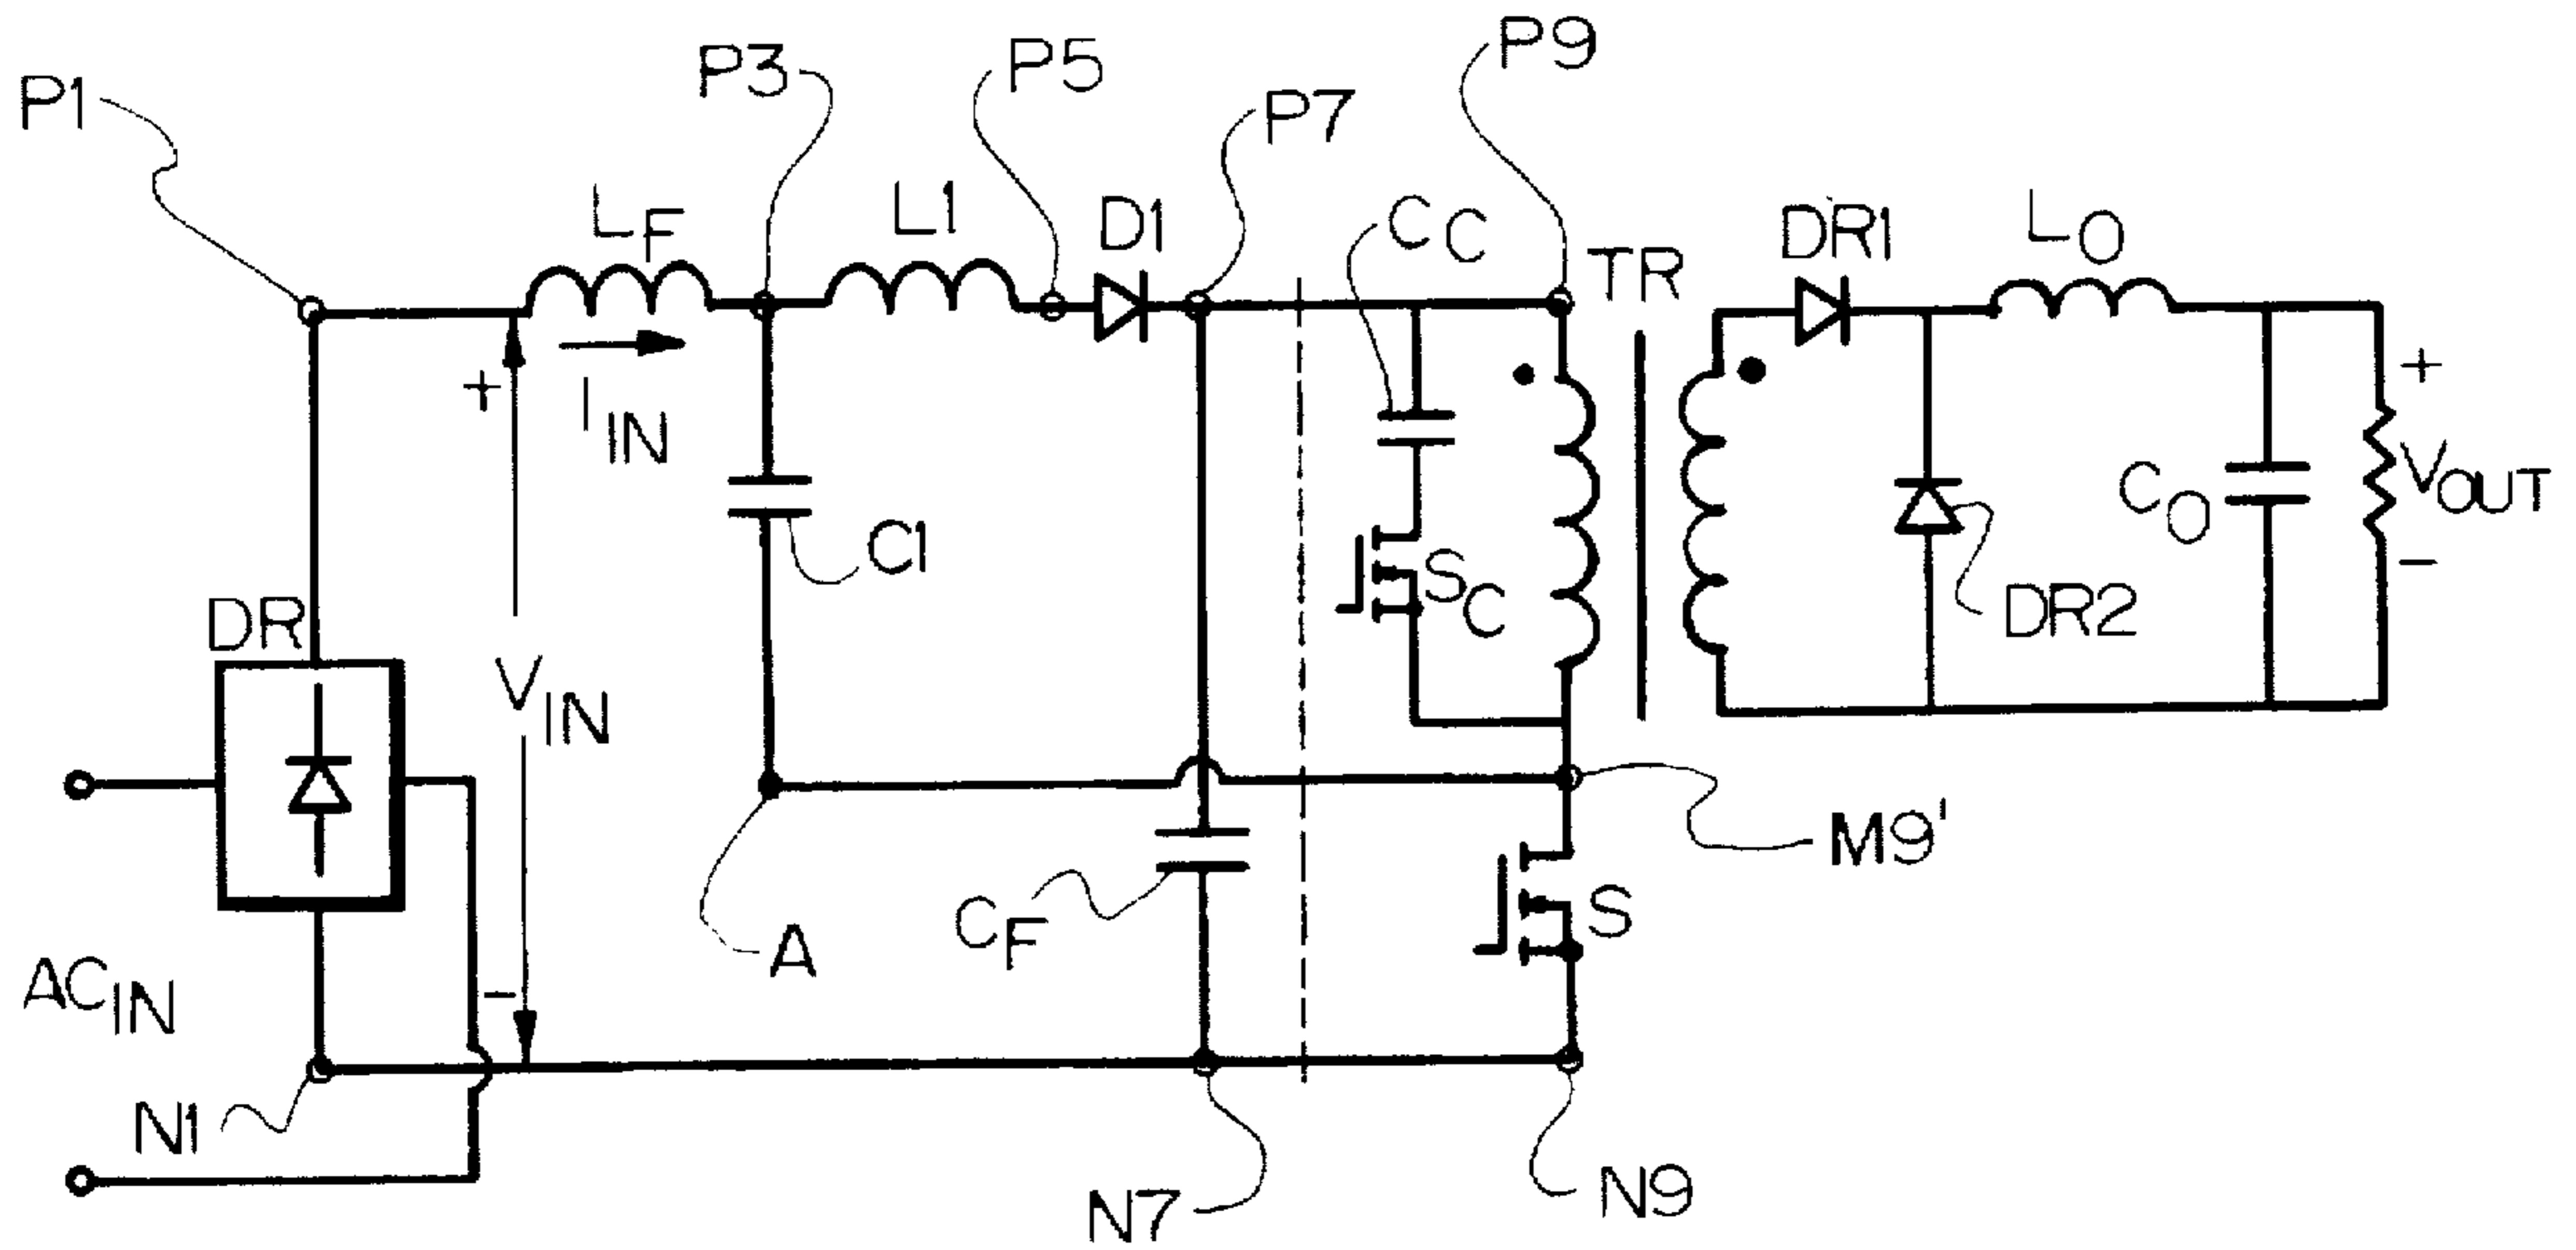 P1
P3
P5
P7
P9
LF
L1
D1
CC
TR
DR1
LO
+
IIN
+
C1
SC
CO
VOUT
DR2
−
DR
VIN
A
CF
S
M9'
ACIN
−
N1
N7
N9